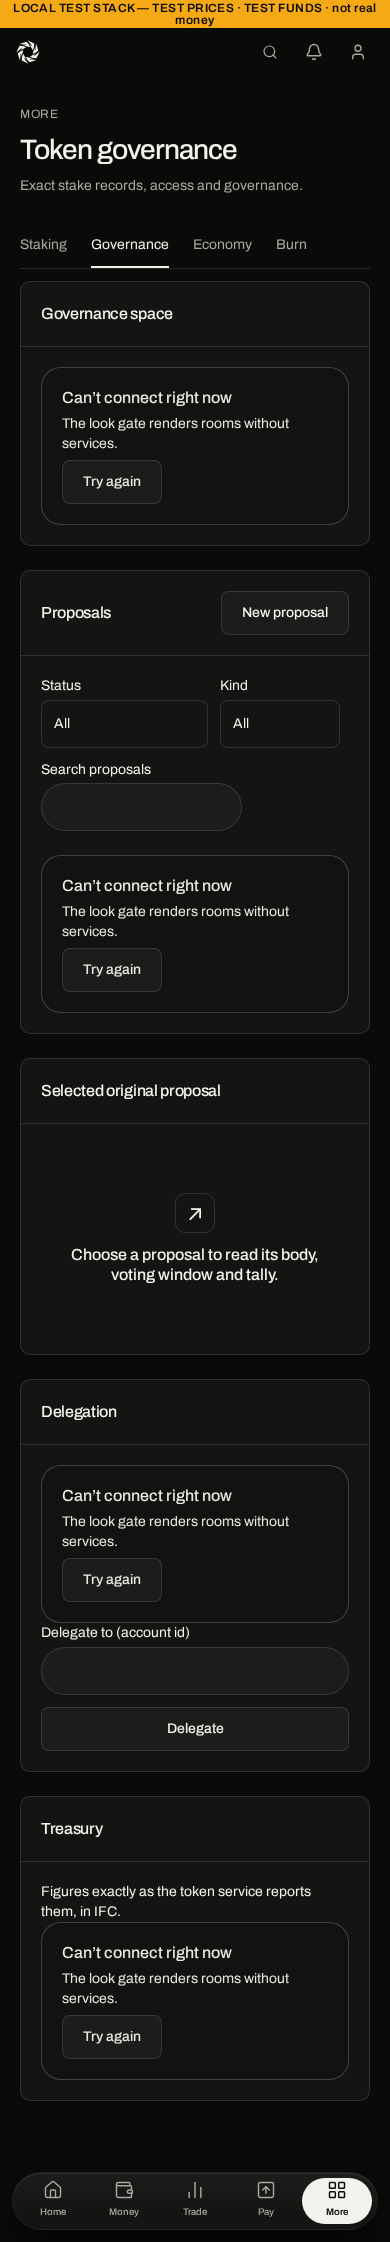 LOCAL TEST STACK — TEST PRICES · TEST FUNDS · not real
money
MORE
Token governance
Exact stake records, access and governance.
Staking Governance Economy Burn
Governance space
Can’t connect right now
The look gate renders rooms without
services.
Try again
Proposals
New proposal
Status Kind
All All
Search proposals
Can’t connect right now
The look gate renders rooms without
services.
Try again
Selected original proposal
Choose a proposal to read its body,
voting window and tally.
Delegation
Can’t connect right now
The look gate renders rooms without
services.
Try again
Delegate to (account id)
Delegate
Treasury
Figures exactly as the token service reports
them, in IFC.
Can’t connect right now
The look gate renders rooms without
services.
Try again
Home Money Trade Pay More